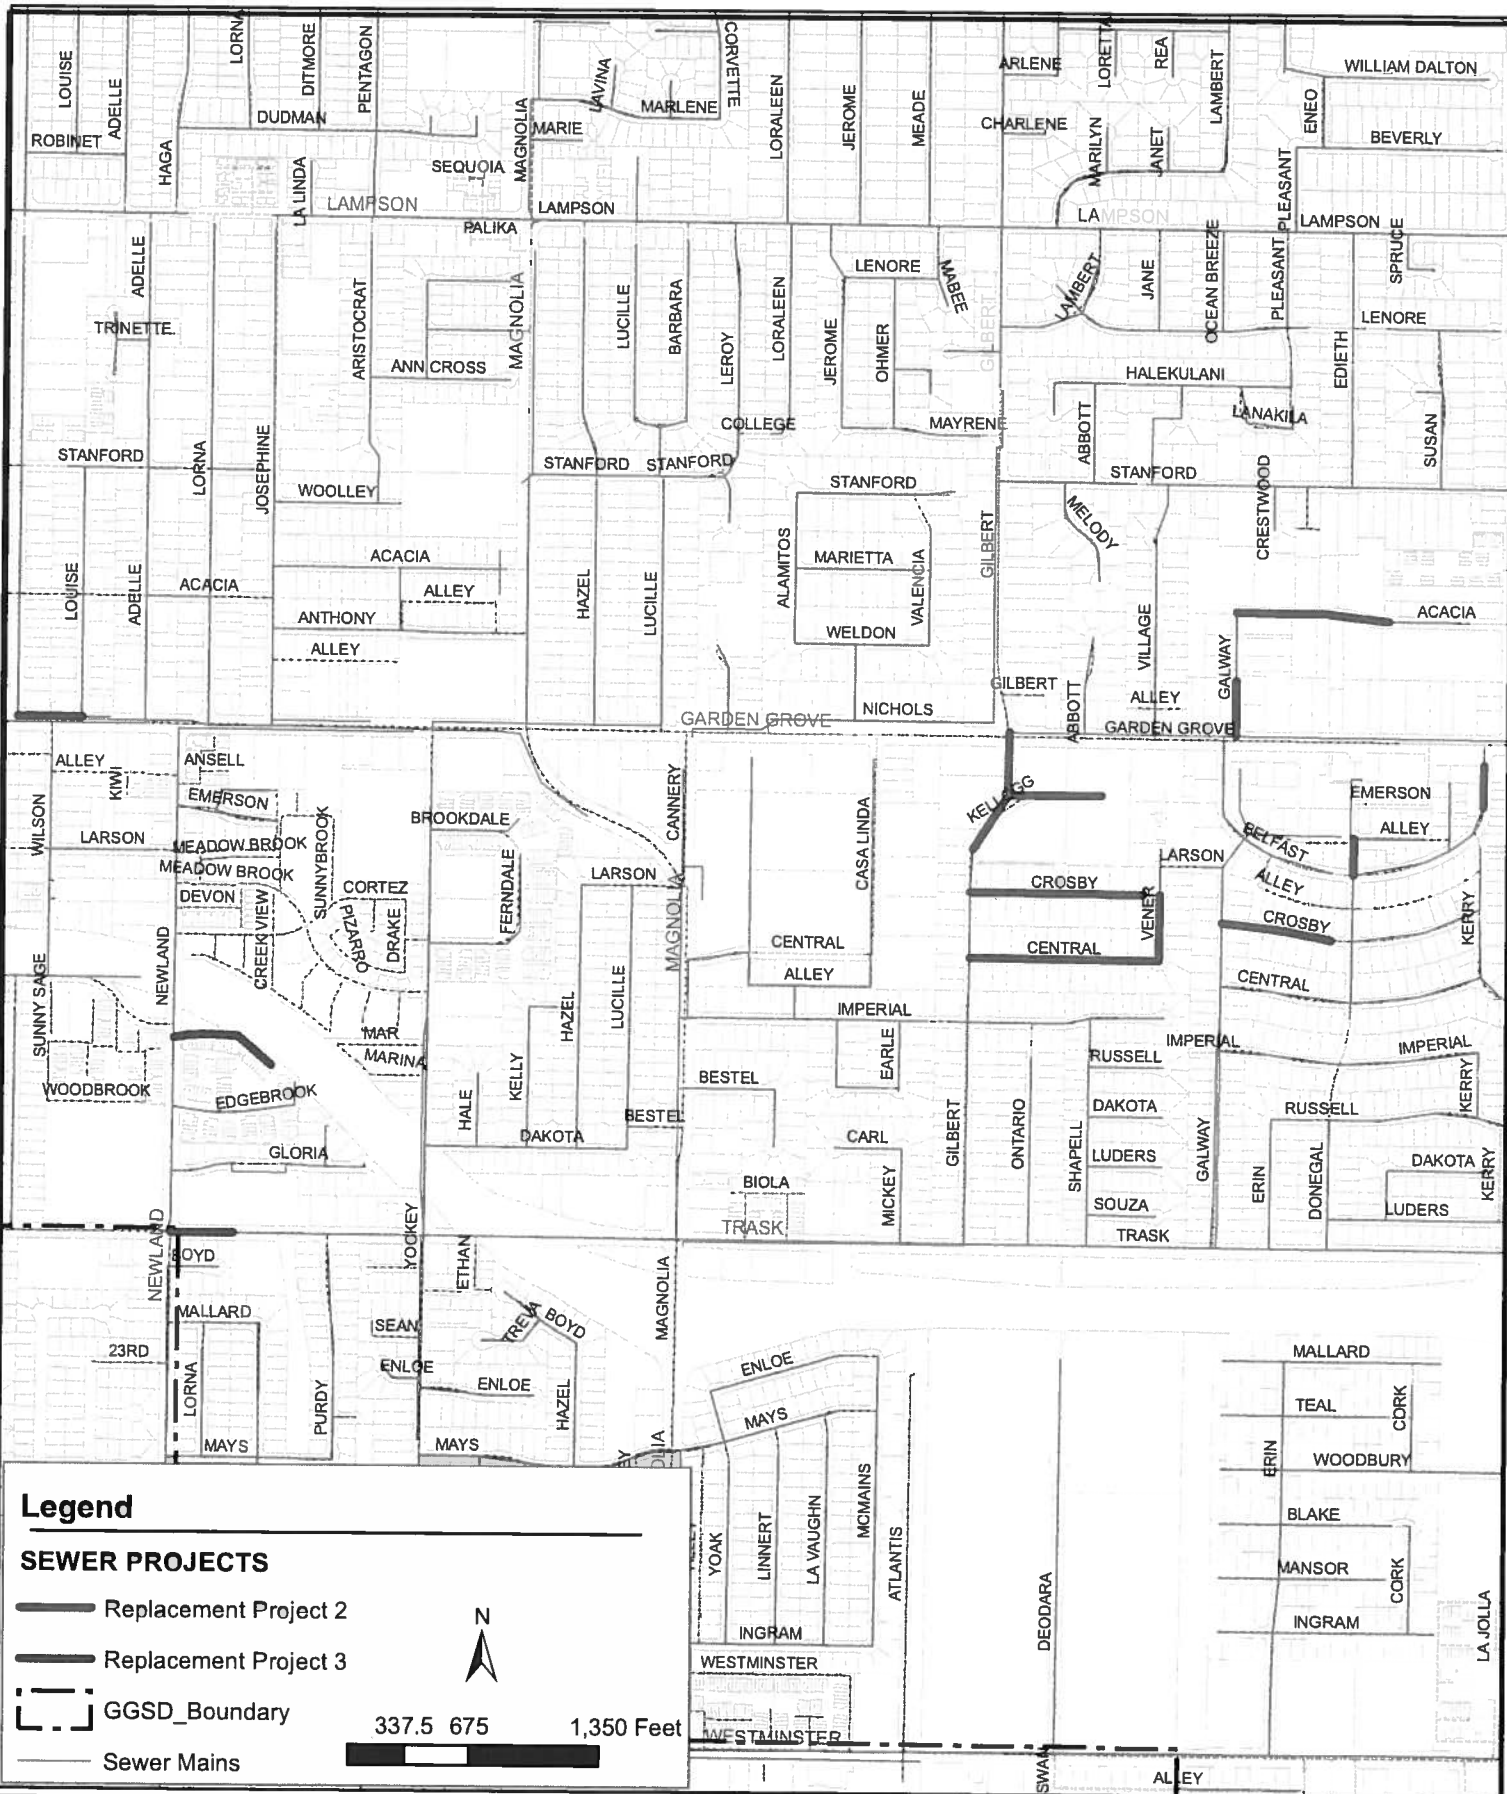 LOUISE
ADELLE
LORNA
DITMORE
PENTAGON
CORVETTE
ARLENE
LORETTA
REA
LAMBERT
WILLIAM DALTON
ROBINET
HAGA
DUDMAN
LAVINA
MARLENE
MARIE
MAGNOLIA
LORALEEN
JEROME
MEADE
CHARLENE
MARILYN
JANET
ENEO
BEVERLY
LA LINDA
SEQUOIA
LAMPSON
LAMPSON
LAMPSON
PLEASANT
LAMPSON
PALIKA
ADELLE
TRINETTE
ARISTOCRAT
MAGNOLIA
LUCILLE
BARBARA
LEROY
LORALEEN
JEROME
LENORE
OHMER
MABEE
GILBERT
LAMBERT
JANE
OCEAN BREEZE
PLEASANT
EDIETH
SPRUCE
LENORE
ANN CROSS
HALEKULANI
LANAKILA
COLLEGE
MAYRENE
ABBOTT
SUSAN
STANFORD
LORNA
JOSEPHINE
WOOLLEY
STANFORD
STANFORD
STANFORD
STANFORD
CRESTWOOD
MELODY
GILBERT
ALAMITOS
MARIETTA
VALENCIA
WELDON
ACACIA
ALLEY
LOUISE
ADELLE
ACACIA
ANTHONY
ALLEY
HAZEL
LUCILLE
VILLAGE
ACACIA
GALWAY
GILBERT
ABBOTT
ALLEY
NICHOLS
GARDEN GROVE
GARDEN GROVE
ALLEY
KIWI
ANSELL
EMERSON
WILSON
LARSON
MEADOW BROOK
MEADOW BROOK
SUNNYBROOK
DEVON
CORTEZ
PIZARRO
DRAKE
CREEKVIEW
NEWLAND
SUNNY SAGE
BROOKDALE
FERNDALE
LARSON
CANNERY
MAGNOLIA
CASA LINDA
CENTRAL
ALLEY
KELLEGG
CROSBY
CENTRAL
VENER
LARSON
BELFAST
EMERSON
ALLEY
ALLEY
CROSBY
KERRY
CENTRAL
IMPERIAL
IMPERIAL
IMPERIAL
MAR
MARINA
WOODBROOK
EDGEBROOK
GLORIA
HALE
KELLY
HAZEL
LUCILLE
DAKOTA
BESTEL
BESTEL
EARLE
CARL
BIOLA
MICKEY
TRASK
GILBERT
ONTARIO
SHAPELL
RUSSELL
DAKOTA
LUDERS
SOUZA
TRASK
GALWAY
ERIN
DONEGAL
RUSSELL
KERRY
DAKOTA
LUDERS
KERRY
NEWLAND
BOYD
YOCKEY
ETHAN
MALLARD
23RD
LORNA
MAYS
PURDY
SEAN
ENLOE
ENLOE
TREVA
BOYD
HAZEL
MAYS
MAGNOLIA
ENLOE
MAYS
YOAK
LINNERT
LA VAUGHN
MCMAINS
ATLANTIS
INGRAM
WESTMINSTER
WESTMINSTER
DEODARA
SWAN
ALLEY
MALLARD
TEAL
CORK
ERIN
WOODBURY
BLAKE
MANSOR
CORK
INGRAM
LA JOLLA
Legend
SEWER PROJECTS
Replacement Project 2
Replacement Project 3
GGSD_Boundary
Sewer Mains
N
337.5 675 1,350 Feet